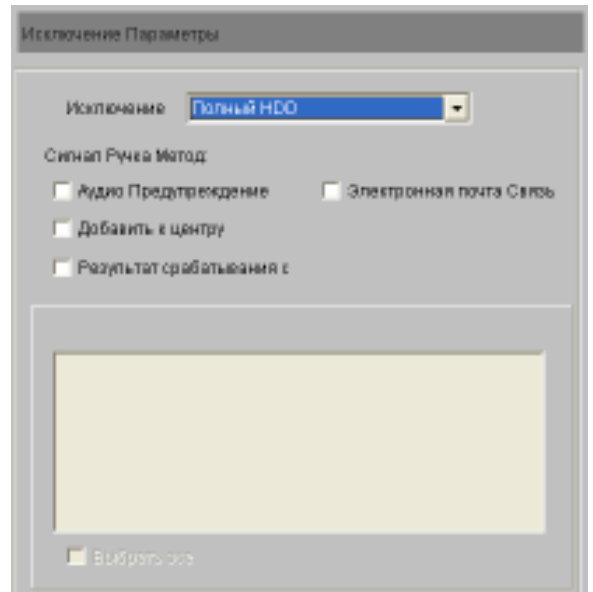 Исключение Параметры
Исключение Полный HDD
Сигнал Ручка Метод:
Аудио Предупреждение Электронная почта Связь
Добавить к центру
Результат срабатывания с
Выбрать все